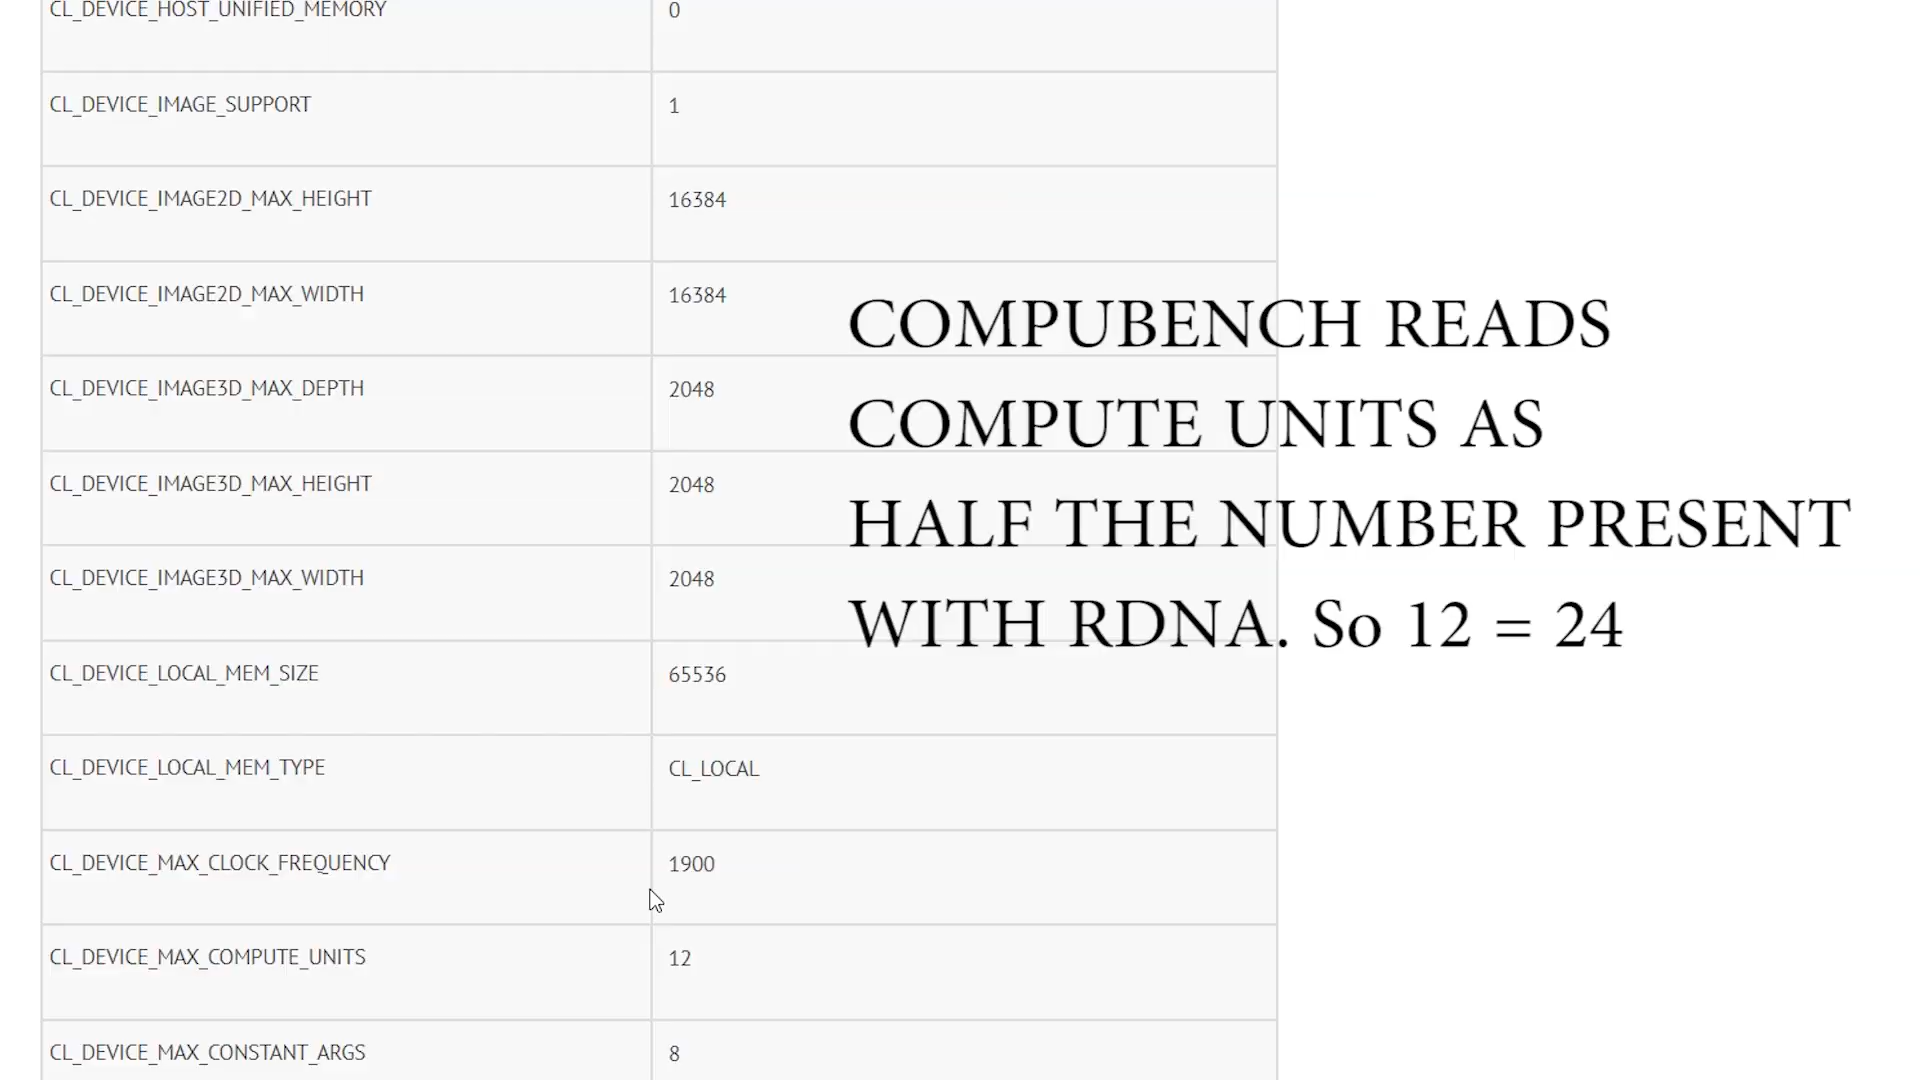 CL_DEVICE_HOST_UNIFIED_MEMORY 0
CL_DEVICE_IMAGE_SUPPORT 1
CL_DEVICE_IMAGE2D_MAX_HEIGHT 16384
CL_DEVICE_IMAGE2D_MAX_WIDTH 16384
CL_DEVICE_IMAGE3D_MAX_DEPTH 2048
CL_DEVICE_IMAGE3D_MAX_HEIGHT 2048
CL_DEVICE_IMAGE3D_MAX_WIDTH 2048
CL_DEVICE_LOCAL_MEM_SIZE 65536
CL_DEVICE_LOCAL_MEM_TYPE CL_LOCAL
CL_DEVICE_MAX_CLOCK_FREQUENCY 1900
CL_DEVICE_MAX_COMPUTE_UNITS 12
CL_DEVICE_MAX_CONSTANT_ARGS 8
COMPUBENCH READS
COMPUTE UNITS AS
HALF THE NUMBER PRESENT
WITH RDNA. So 12 = 24